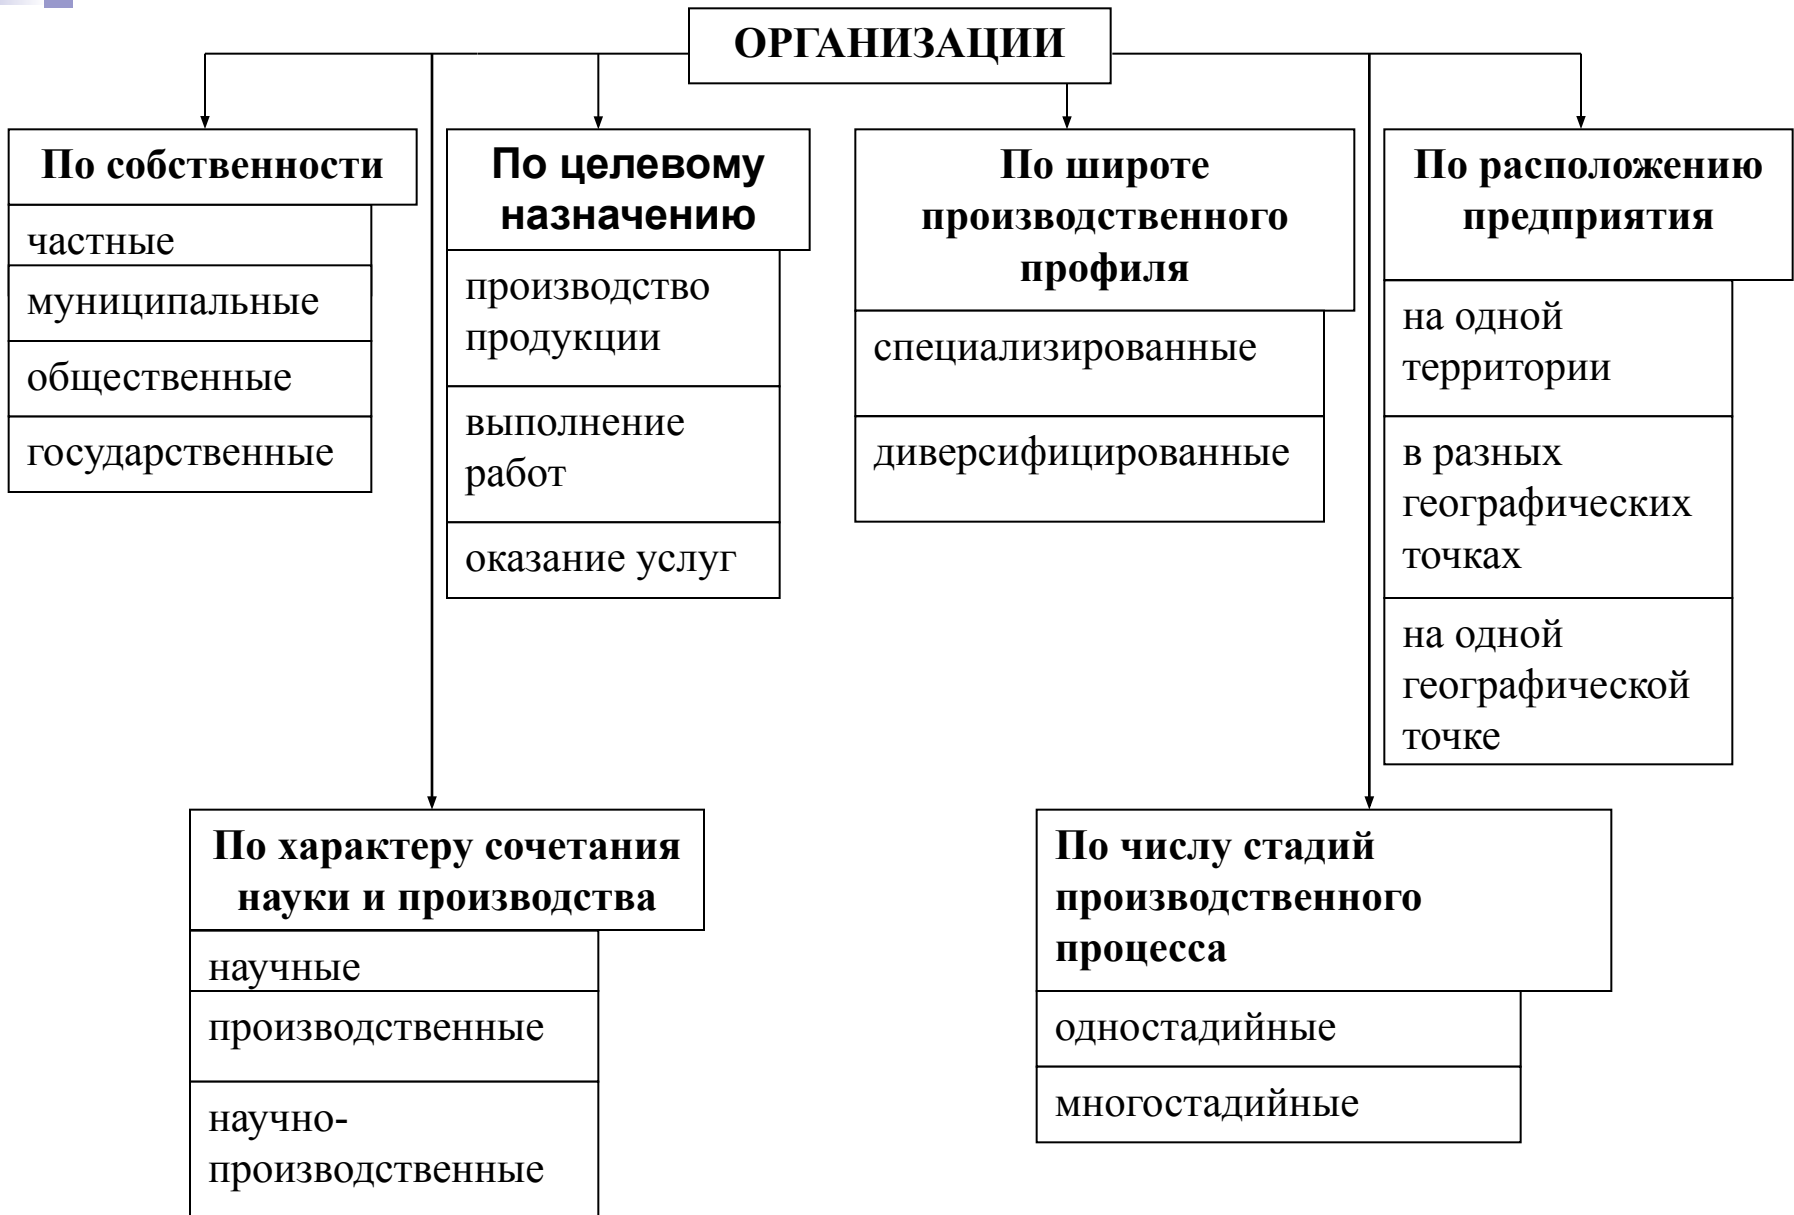 ОРГАНИЗАЦИИ
По собственности
частные
муниципальные
общественные
государственные
По целевому
назначению
производство
продукции
выполнение
работ
оказание услуг
По широте
производственного
профиля
специализированные
диверсифицированные
По расположению
предприятия
на одной
территории
в разных
географических
точках
на одной
географической
точке
По характеру сочетания
науки и производства
научные
производственные
научно-
производственные
По числу стадий
производственного
процесса
одностадийные
многостадийные